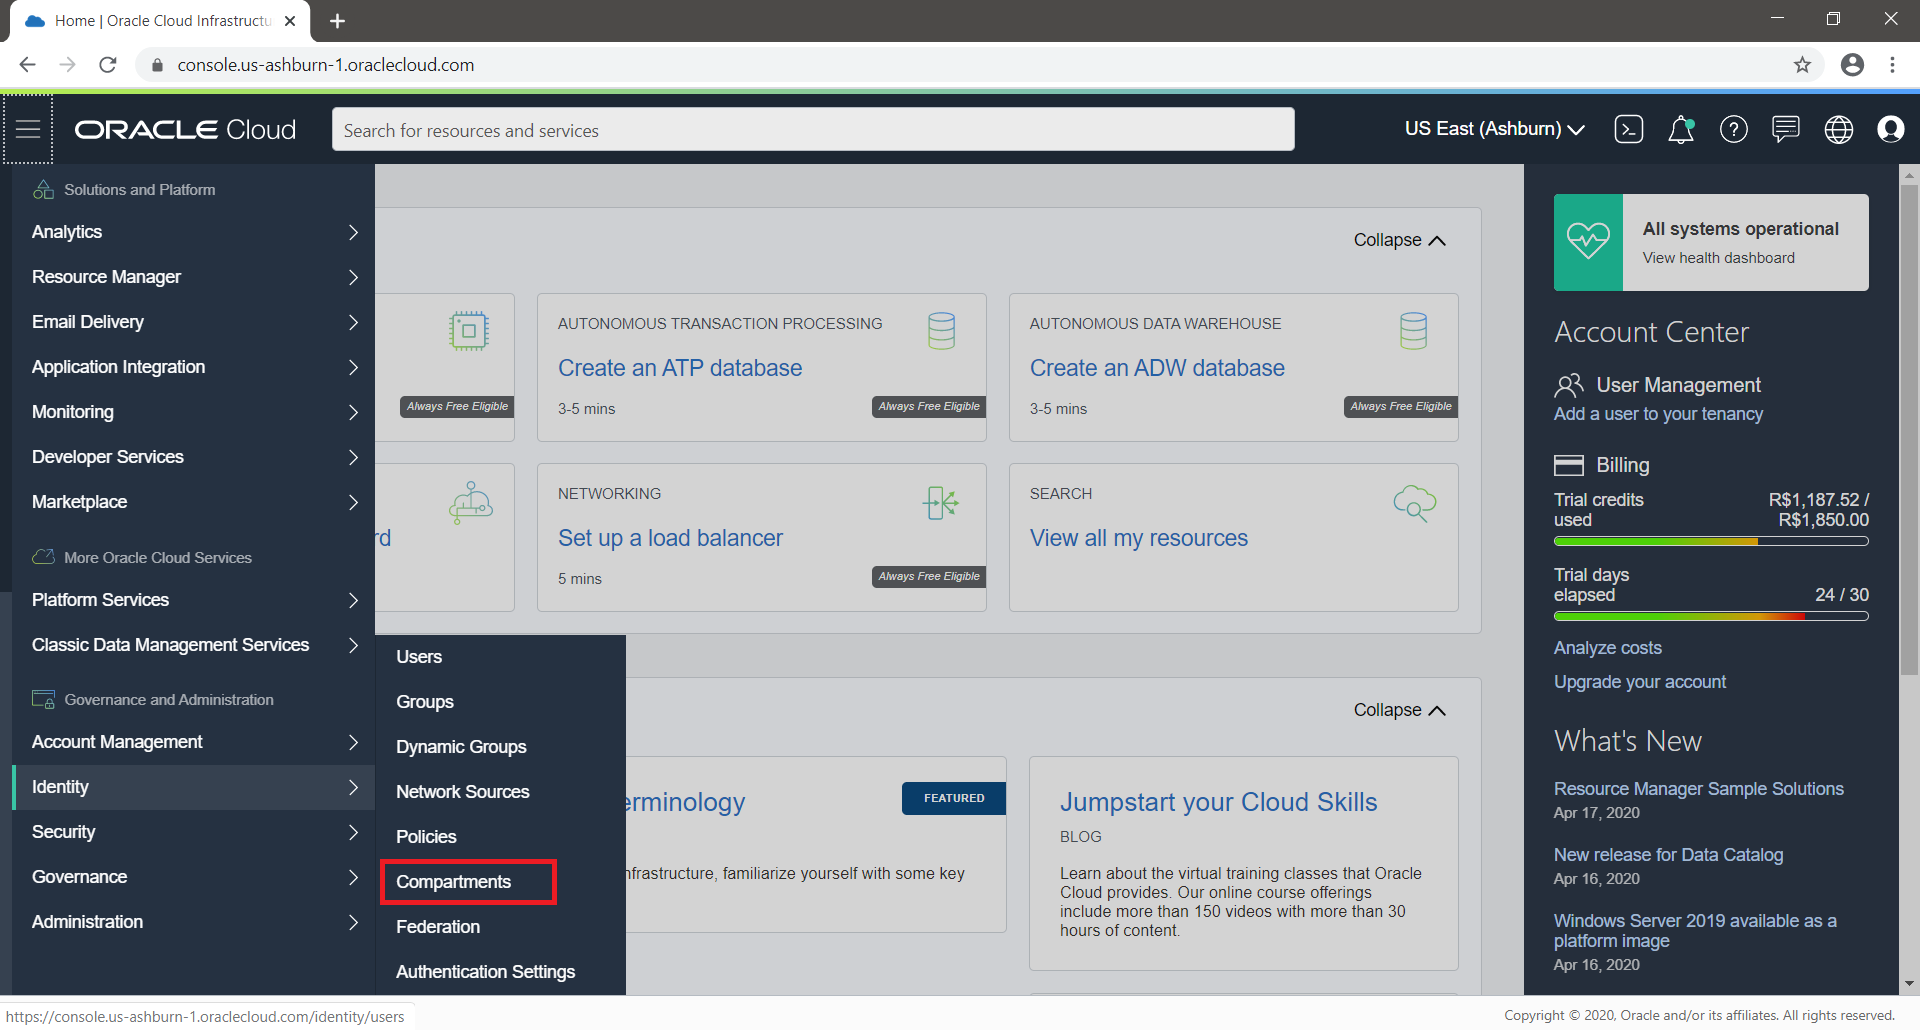 Home | Oracle Cloud Infrastructu
console.us-ashburn-1.oraclecloud.com
ORACLE Cloud
Search for resources and services
US East (Ashburn)
Solutions and Platform
Analytics
Resource Manager
Email Delivery
Application Integration
Monitoring
Developer Services
Marketplace
More Oracle Cloud Services
Platform Services
Classic Data Management Services
Governance and Administration
Account Management
Identity
Security
Governance
Administration
Users
Groups
Dynamic Groups
Network Sources
Policies
Compartments
Federation
Authentication Settings
Collapse
Always Free Eligible
AUTONOMOUS TRANSACTION PROCESSING
Create an ATP database
3-5 mins
Always Free Eligible
AUTONOMOUS DATA WAREHOUSE
Create an ADW database
3-5 mins
Always Free Eligible
rd
NETWORKING
Set up a load balancer
5 mins
Always Free Eligible
SEARCH
View all my resources
Collapse
erminology
FEATURED
nfrastructure, familiarize yourself with some key
Jumpstart your Cloud Skills
BLOG
Learn about the virtual training classes that Oracle
Cloud provides. Our online course offerings
include more than 150 videos with more than 30
hours of content.
All systems operational
View health dashboard
Account Center
User Management
Add a user to your tenancy
Billing
Trial credits used
R$1,187.52 / R$1,850.00
Trial days elapsed
24 / 30
Analyze costs
Upgrade your account
What's New
Resource Manager Sample Solutions
Apr 17, 2020
New release for Data Catalog
Apr 16, 2020
Windows Server 2019 available as a
platform image
Apr 16, 2020
https://console.us-ashburn-1.oraclecloud.com/identity/users
Copyright © 2020, Oracle and/or its affiliates. All rights reserved.